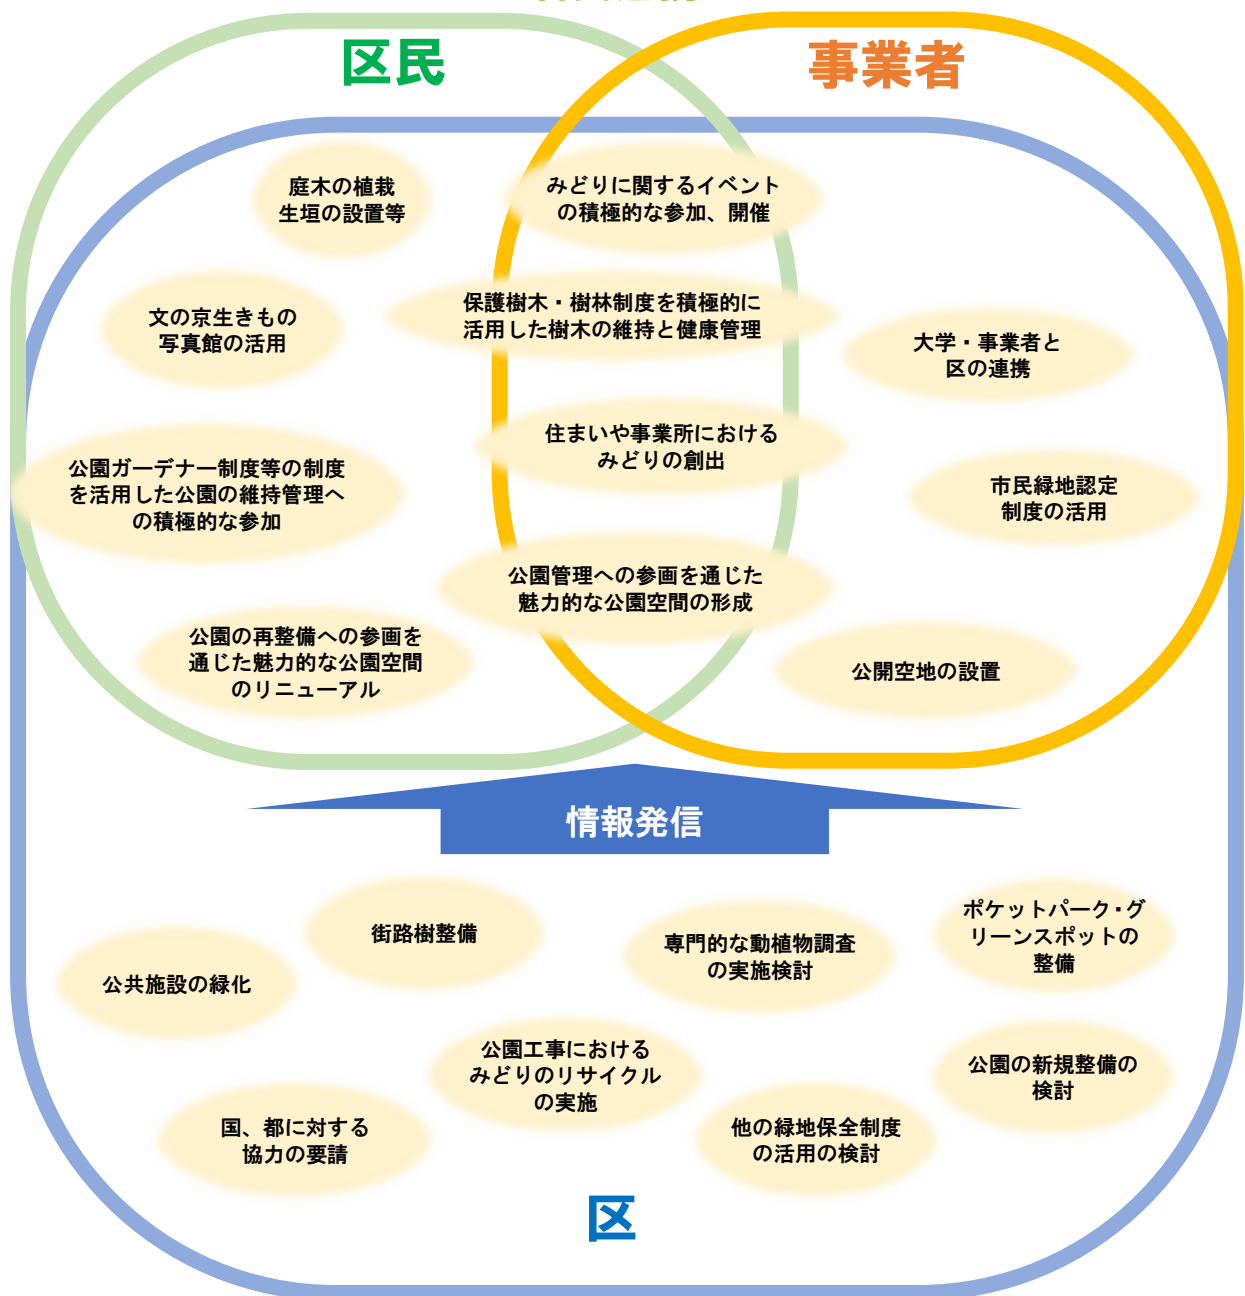 区民
事業者
庭木の植栽
生垣の設置等
みどりに関するイベント
の積極的な参加、開催
文の京生きもの
写真館の活用
保護樹木・樹林制度を積極的に
活用した樹木の維持と健康管理
大学・事業者と
区の連携
公園ガーデナー制度等の制度
を活用した公園の維持管理へ
の積極的な参加
住まいや事業所における
みどりの創出
市民緑地認定
制度の活用
公園管理への参画を通じた
魅力的な公園空間の形成
公園の再整備への参画を
通じた魅力的な公園空間
のリニューアル
公開空地の設置
情報発信
街路樹整備
ポケットパーク・グ
リーンスポットの
整備
専門的な動植物調査
の実施検討
公共施設の緑化
公園工事における
みどりのリサイクル
の実施
公園の新規整備の
検討
国、都に対する
協力の要請
他の緑地保全制度
の活用の検討
区